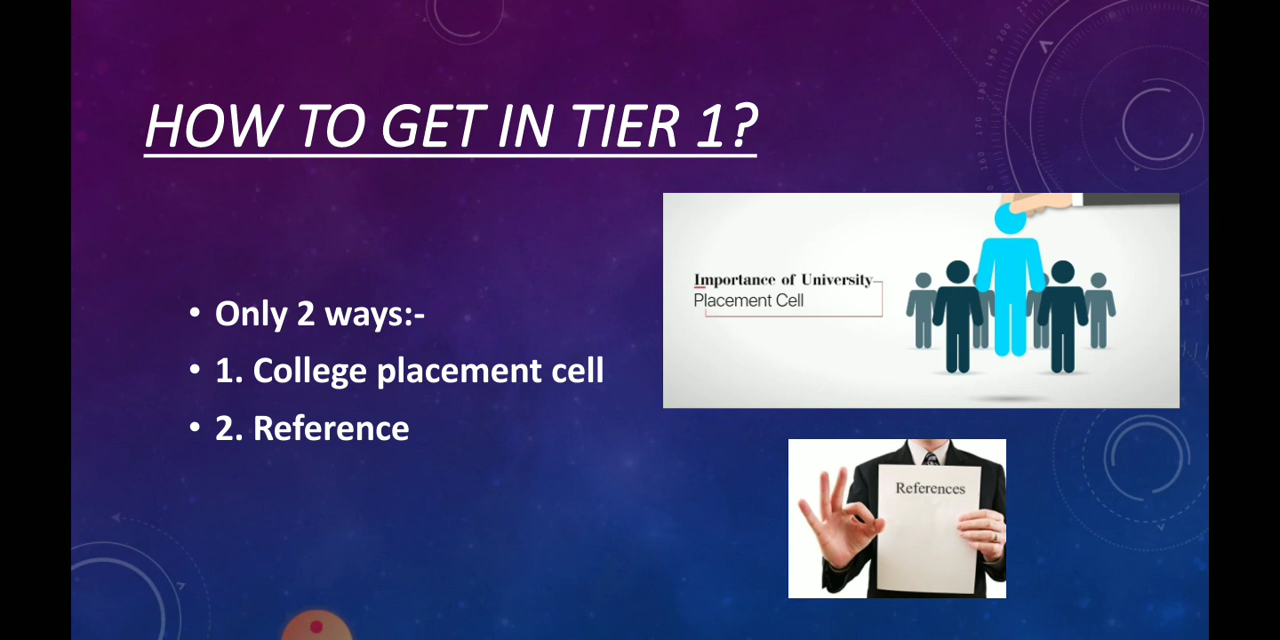 HOW TO GET IN TIER 1?
• Only 2 ways:-
• 1. College placement cell
• 2. Reference
Importance of University
Placement Cell
References